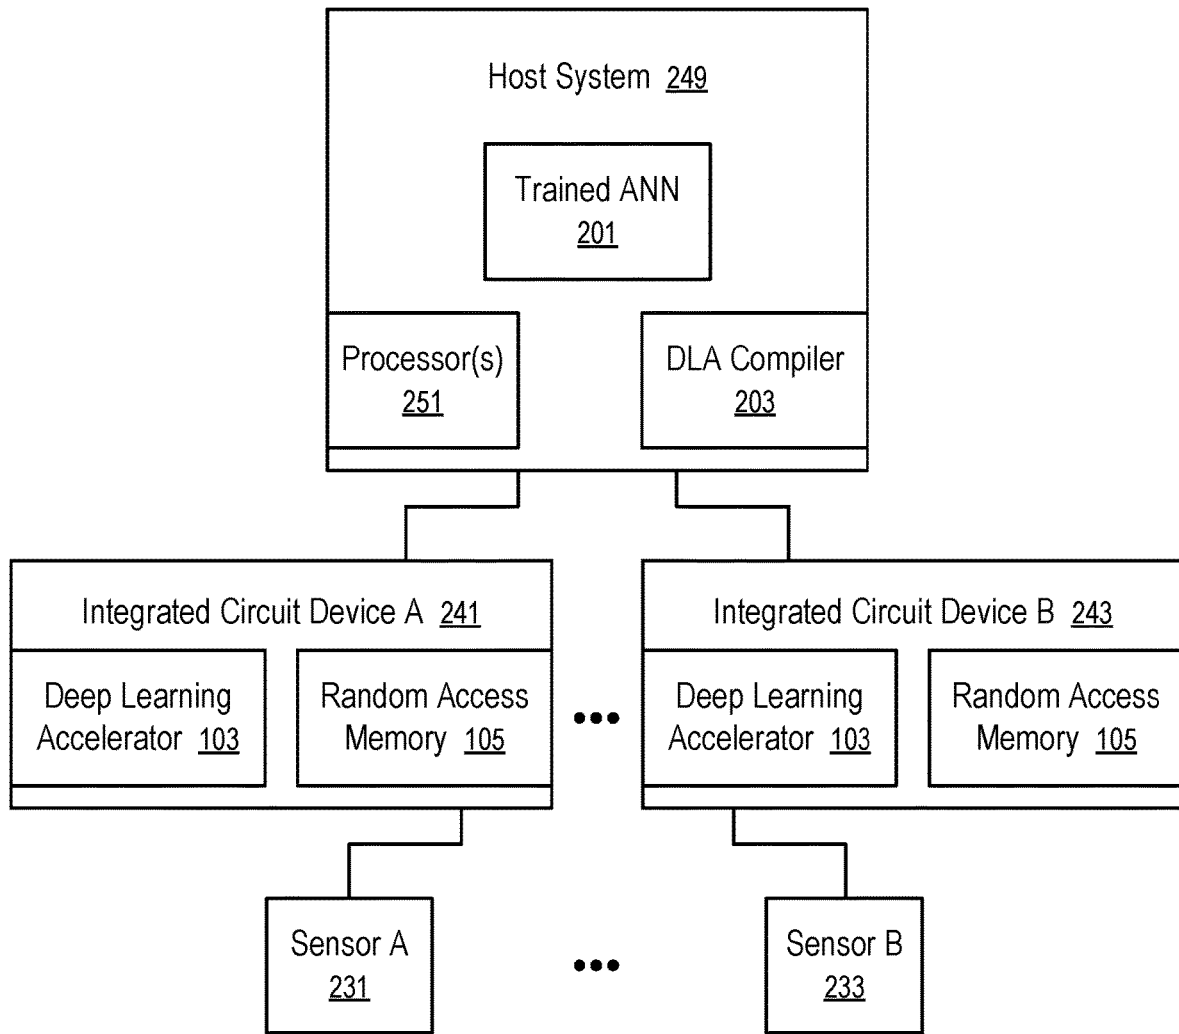 Host System 249
Trained ANN
201
Processor(s)
251
DLA Compiler
203
Integrated Circuit Device A 241
Deep Learning
Accelerator 103
Random Access
Memory 105
Integrated Circuit Device B 243
Deep Learning
Accelerator 103
Random Access
Memory 105
Sensor A
231
Sensor B
233